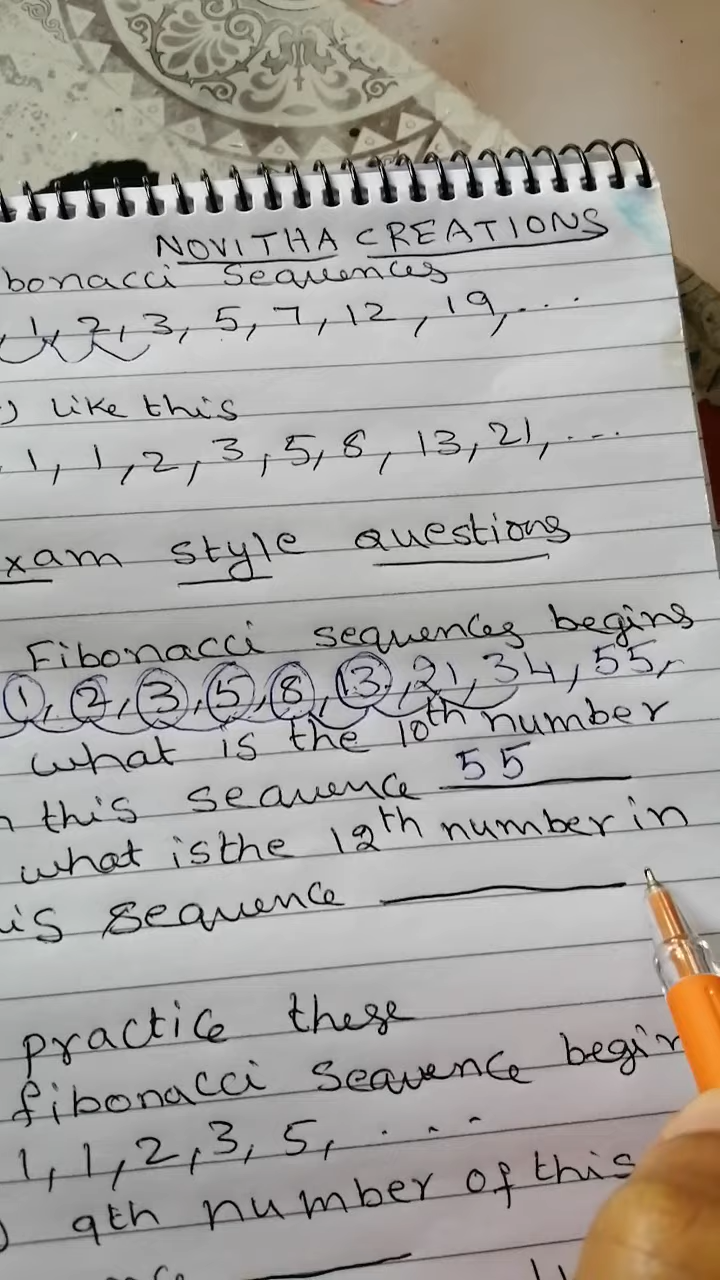 NOVITHA CREATIONS
bonacci Sequences
1, 2, 3, 5, 7, 12, 19, ...
) like this
1, 1, 2, 3, 5, 8, 13, 21, ...
xam style questions
Fibonacci sequences begins
1, 2, 3, 5, 8, 13, 21, 34, 55,
what is the 10th number
n this sequence 55
what is the 12th number in
is sequence
practice these
fibonacci sequence begin
1, 1, 2, 3, 5, ....
) 9th number of this